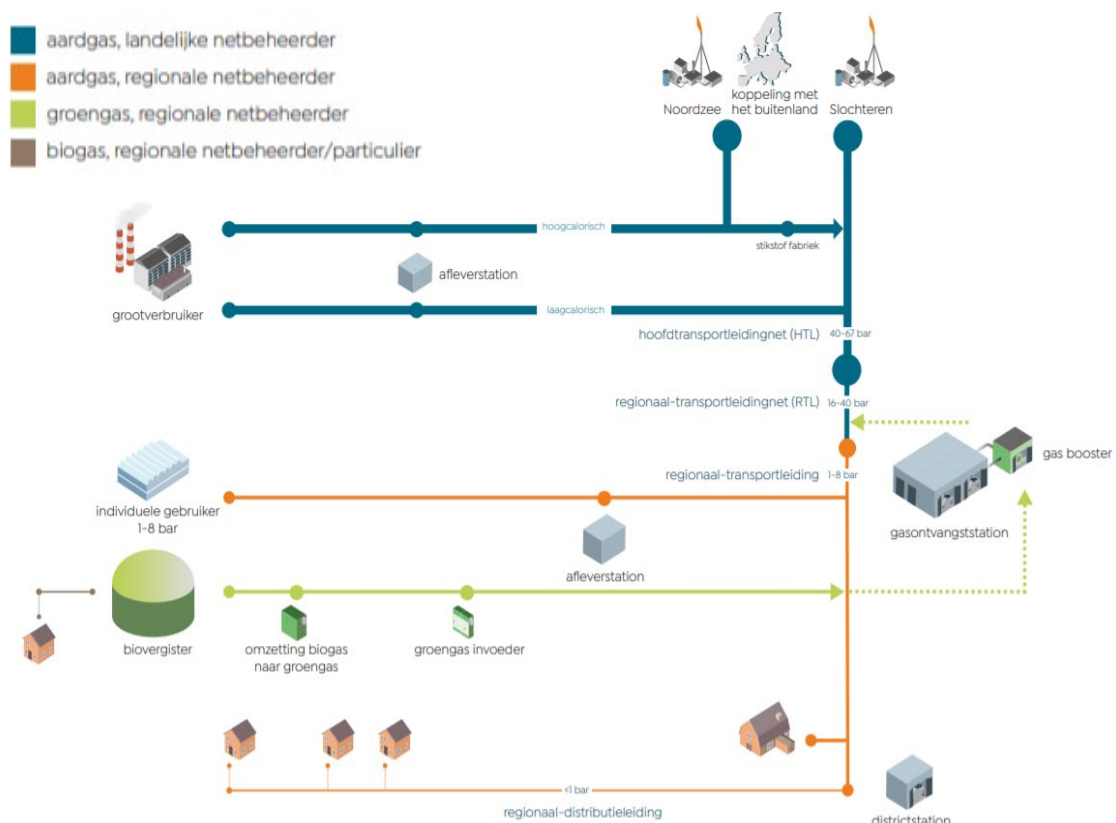 aardgas, landelijke netbeheerder
aardgas, regionale netbeheerder
groengas, regionale netbeheerder
biogas, regionale netbeheerder/particulier
Noordzee
koppeling met
het buitenland
Slochteren
hoogcalorisch
stikstof fabriek
afleverstation
grootverbruiker
laagcalorisch
hoofdtransportleidingnet (HTL) 40-67 bar
regionaal-transportleidingnet (RTL) 16-40 bar
gas booster
regionaal-transportleiding 1-8 bar
individuele gebruiker
1-8 bar
gasontvangststation
afleverstation
biovergister
omzetting biogas
naar groengas
groengas invoeder
<1 bar
regionaal-distributieleiding
districtstation